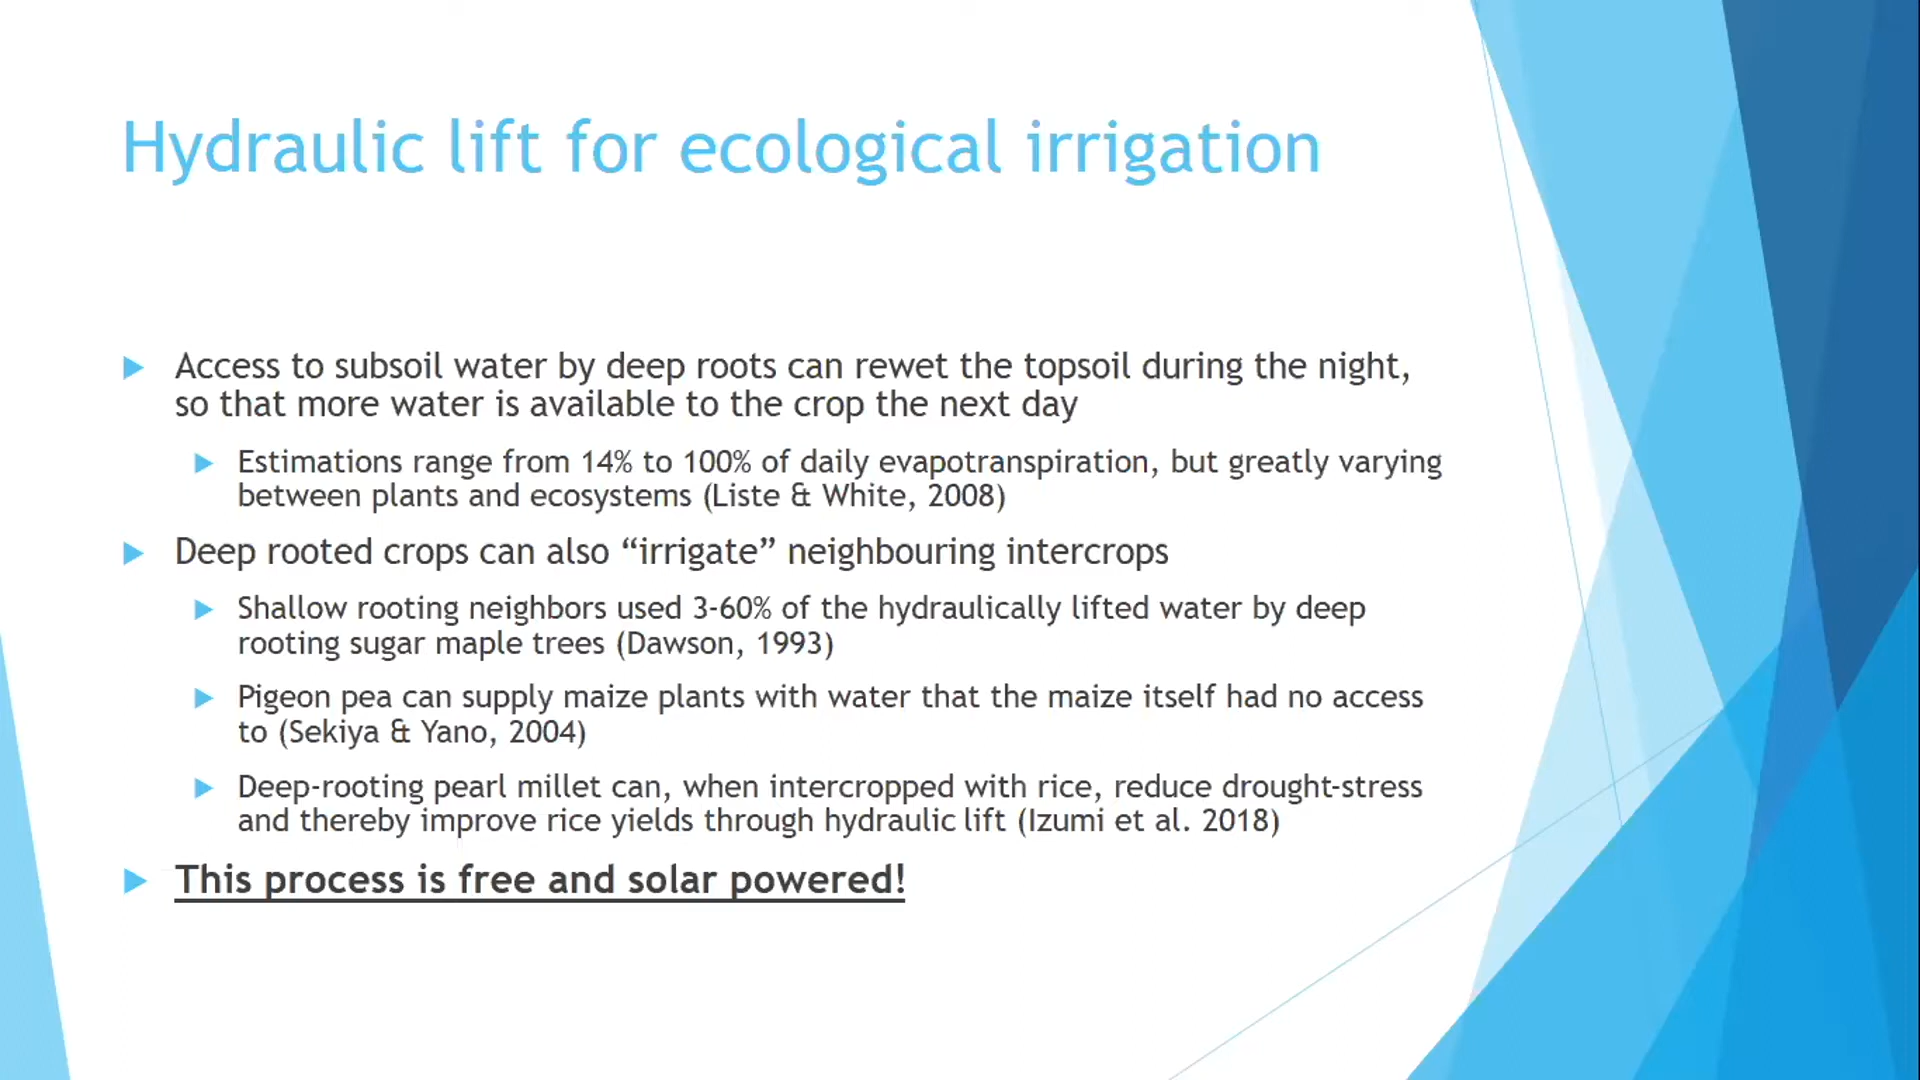 Hydraulic lift for ecological irrigation
Access to subsoil water by deep roots can rewet the topsoil during the night,
so that more water is available to the crop the next day
Estimations range from 14% to 100% of daily evapotranspiration, but greatly varying
between plants and ecosystems (Liste & White, 2008)
Deep rooted crops can also “irrigate” neighbouring intercrops
Shallow rooting neighbors used 3-60% of the hydraulically lifted water by deep
rooting sugar maple trees (Dawson, 1993)
Pigeon pea can supply maize plants with water that the maize itself had no access
to (Sekiya & Yano, 2004)
Deep-rooting pearl millet can, when intercropped with rice, reduce drought-stress
and thereby improve rice yields through hydraulic lift (Izumi et al. 2018)
This process is free and solar powered!